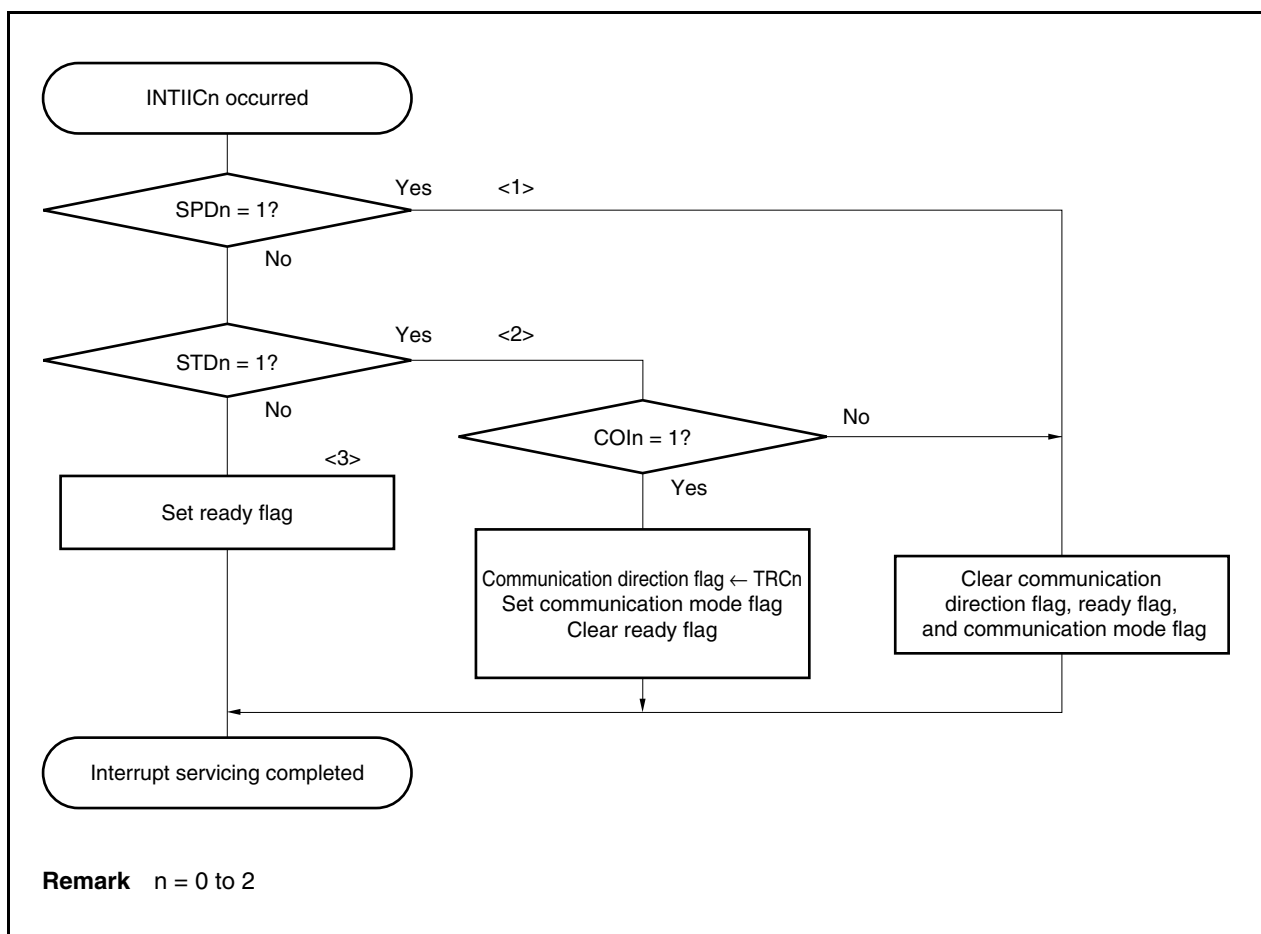 INTIICn occurred
Yes
<1>
SPDn = 1?
No
Yes
<2>
STDn = 1?
No
No
COIn = 1?
<3>
Yes
Set ready flag
Communication direction flag ← TRCn
Set communication mode flag
Clear ready flag
Clear communication
direction flag, ready flag,
and communication mode flag
Interrupt servicing completed
Remark n = 0 to 2